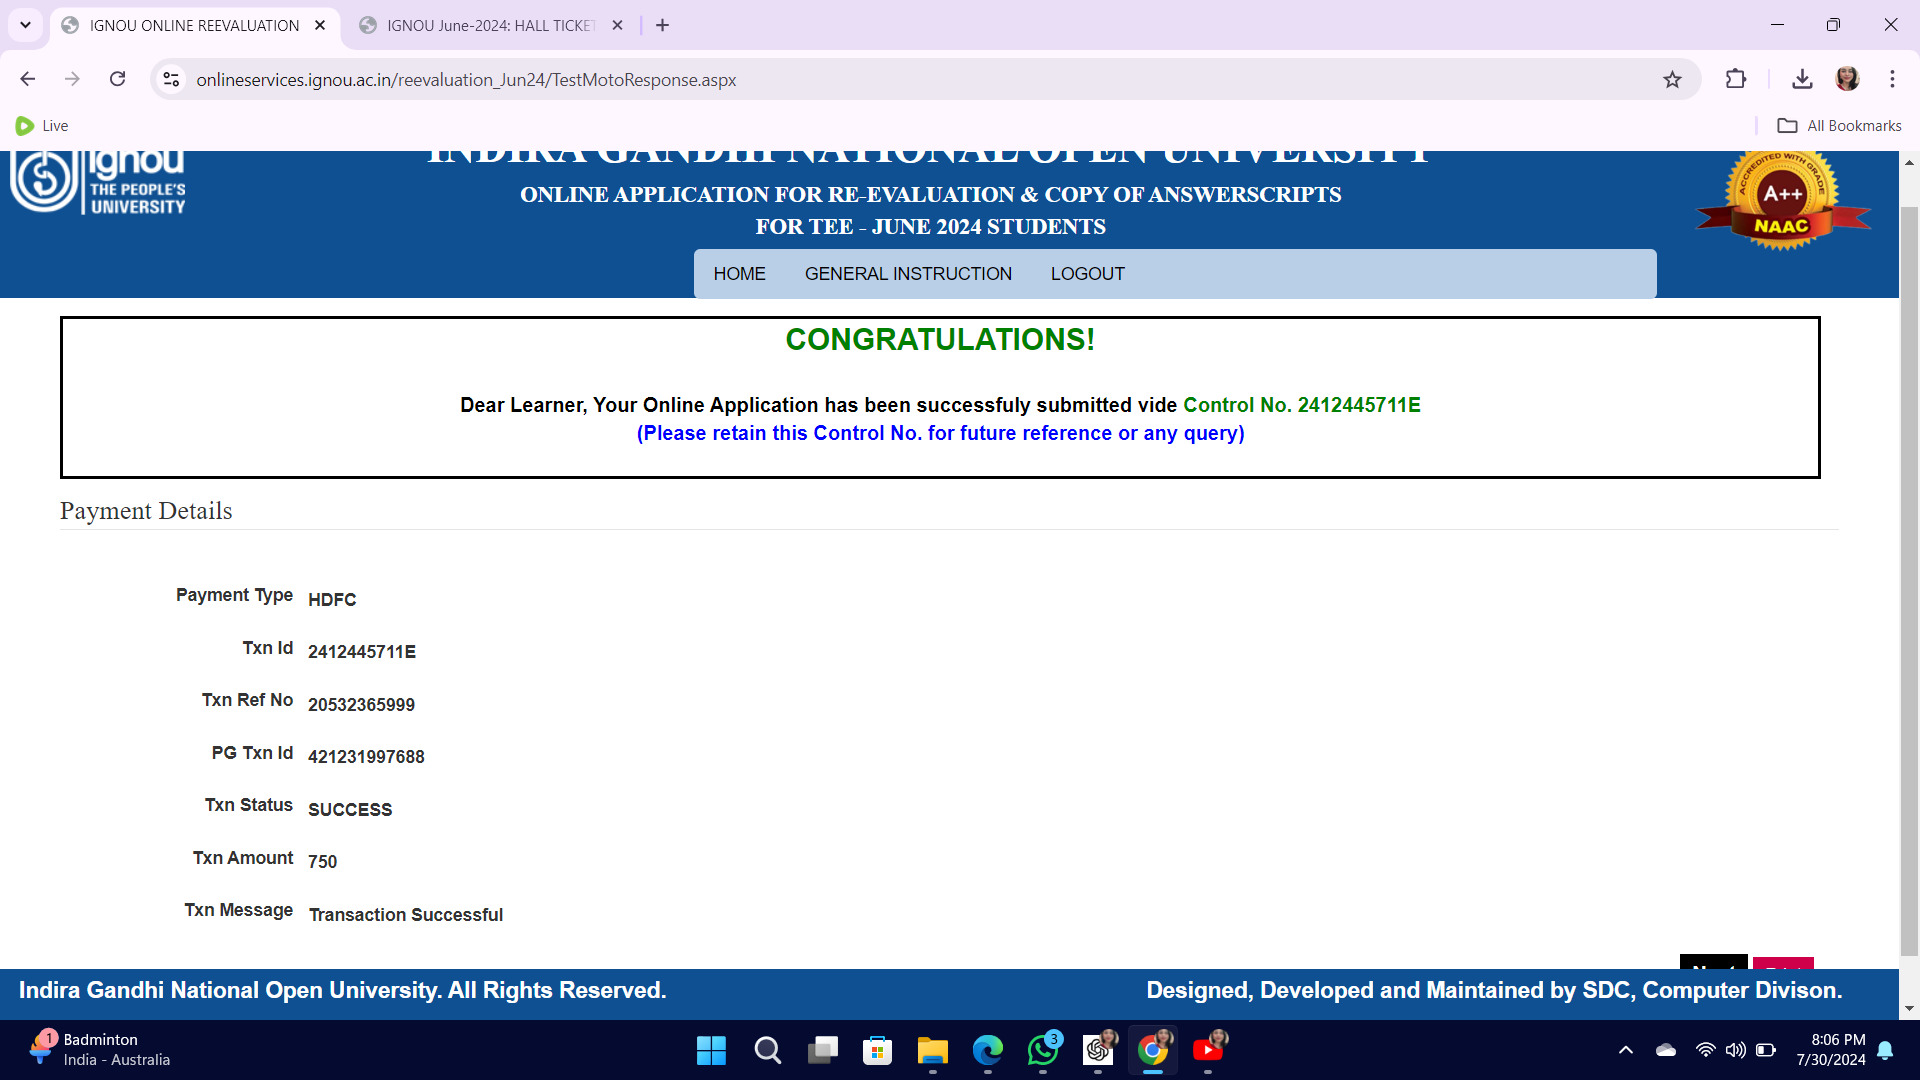 IGNOU ONLINE REEVALUATION
IGNOU June-2024: HALL TICKET
onlineservices.ignou.ac.in/reevaluation_Jun24/TestMotoResponse.aspx
Live
All Bookmarks
ignou
THE PEOPLE'S
UNIVERSITY
INDIRA GANDHI NATIONAL OPEN UNIVERSITY
ONLINE APPLICATION FOR RE-EVALUATION & COPY OF ANSWERSCRIPTS
FOR TEE - JUNE 2024 STUDENTS
ACCREDITED WITH GRADE
A++
NAAC
HOME GENERAL INSTRUCTION LOGOUT
CONGRATULATIONS!
Dear Learner, Your Online Application has been successfuly submitted vide Control No. 2412445711E
(Please retain this Control No. for future reference or any query)
Payment Details
Payment Type HDFC
Txn Id 2412445711E
Txn Ref No 20532365999
PG Txn Id 421231997688
Txn Status SUCCESS
Txn Amount 750
Txn Message Transaction Successful
Indira Gandhi National Open University. All Rights Reserved.
Designed, Developed and Maintained by SDC, Computer Divison.
1
Badminton
India - Australia
3
8:06 PM
7/30/2024